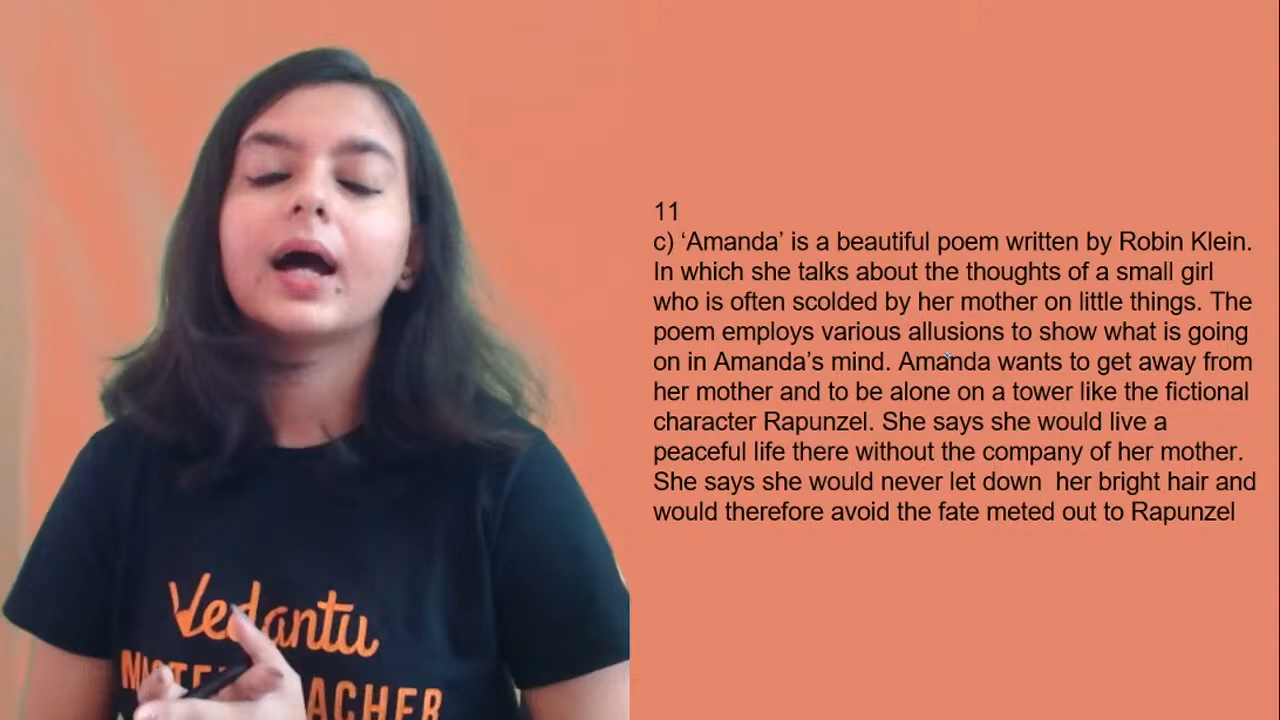 11
c) ‘Amanda’ is a beautiful poem written by Robin Klein.
In which she talks about the thoughts of a small girl
who is often scolded by her mother on little things. The
poem employs various allusions to show what is going
on in Amanda’s mind. Amanda wants to get away from
her mother and to be alone on a tower like the fictional
character Rapunzel. She says she would live a
peaceful life there without the company of her mother.
She says she would never let down  her bright hair and
would therefore avoid the fate meted out to Rapunzel
Vedantu